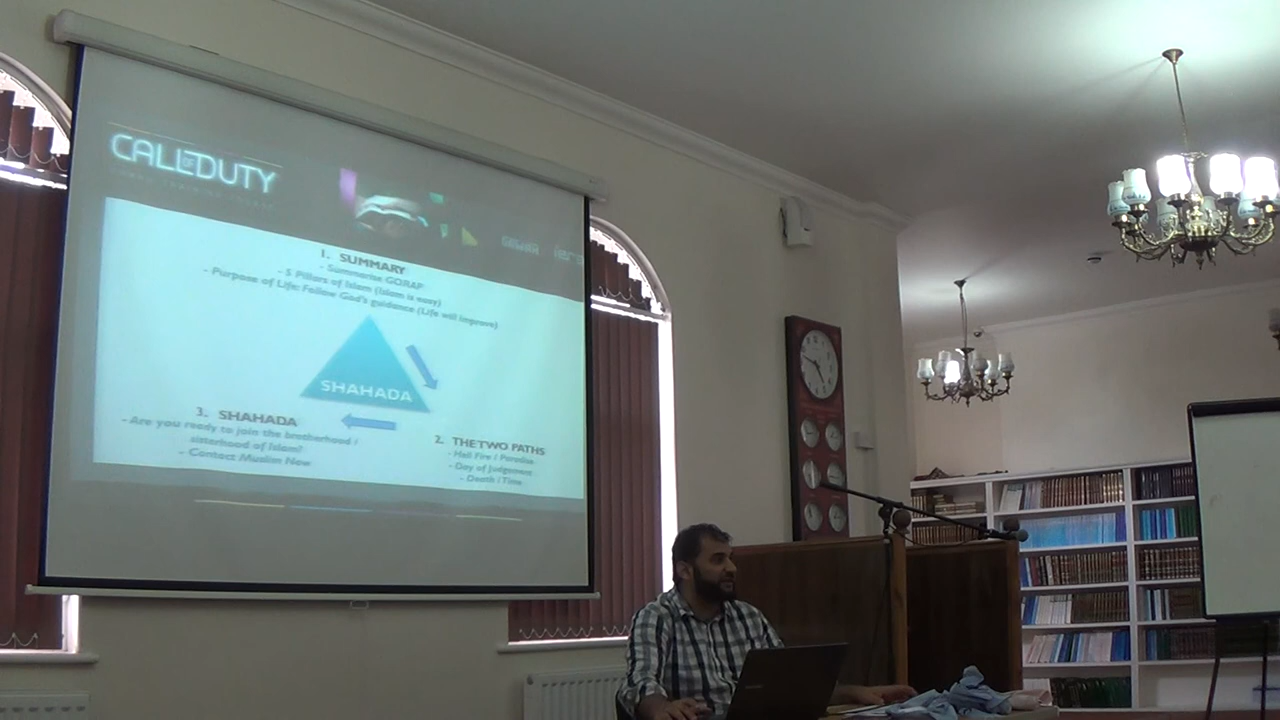 CALL OF DUTY
1. SUMMARY
- Summarise GORAP
- 5 Pillars of Islam (Islam is easy)
- Purpose of Life: Follow God's guidance (Life will improve)
SHAHADA
3. SHAHADA
- Are you ready to join the brotherhood /
sisterhood of Islam?
- Contact Muslim Now
2. THE TWO PATHS
- Hell Fire / Paradise
- Day of Judgement
- Death / Time